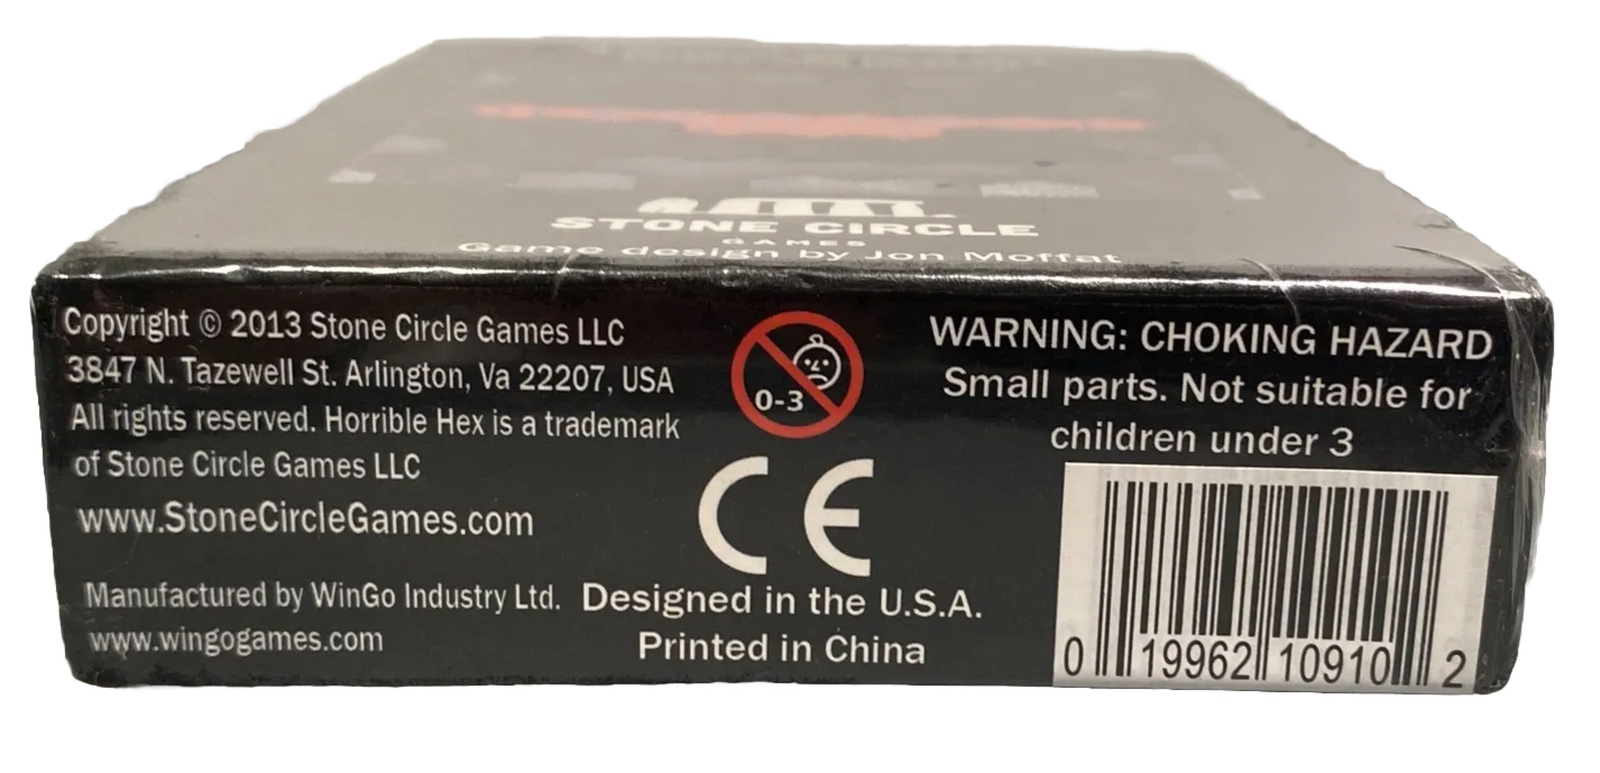 STONE CIRCLE
GAMES
Game design by Jon Moffat
Copyright © 2013 Stone Circle Games LLC
3847 N. Tazewell St. Arlington, Va 22207, USA
All rights reserved. Horrible Hex is a trademark
of Stone Circle Games LLC
www.StoneCircleGames.com
Manufactured by WinGo Industry Ltd.
www.wingogames.com
0-3
CE
Designed in the U.S.A.
Printed in China
WARNING: CHOKING HAZARD
Small parts. Not suitable for
children under 3
0 19962 10910 2